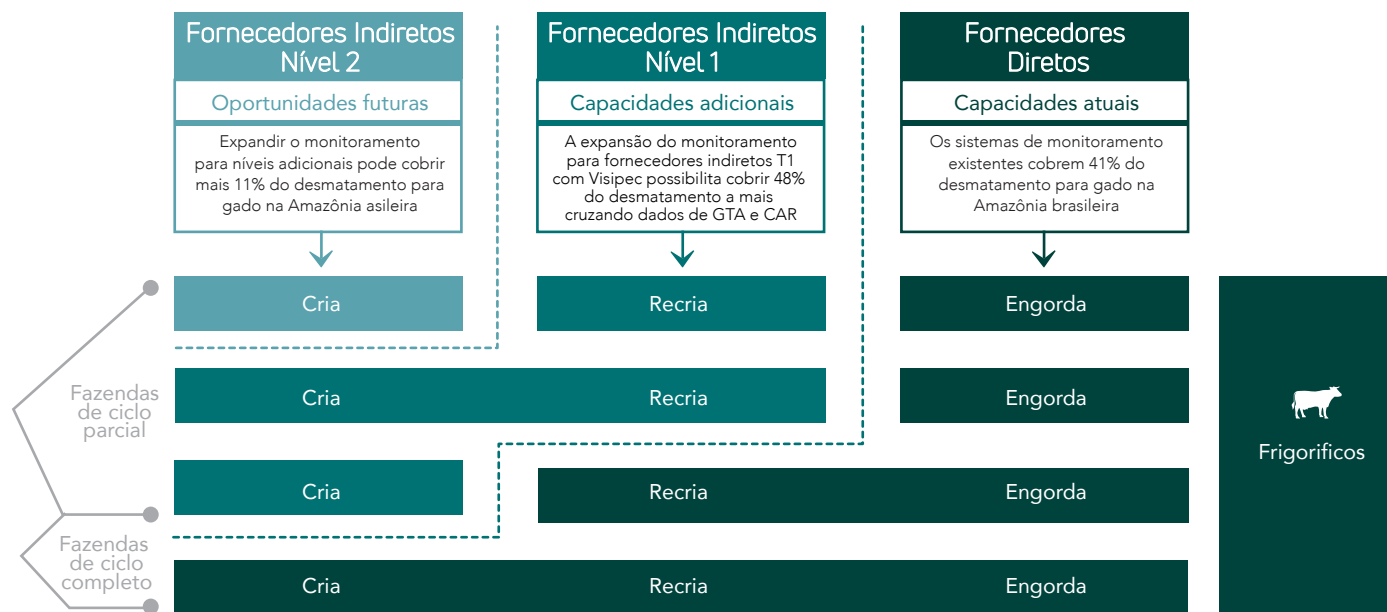 Fornecedores Indiretos
Nível 2
Oportunidades futuras
Expandir o monitoramento
para níveis adicionais pode cobrir
mais 11% do desmatamento para
gado na Amazônia asileira
Fornecedores Indiretos
Nível 1
Capacidades adicionais
A expansão do monitoramento
para fornecedores indiretos T1
com Visipec possibilita cobrir 48%
do desmatamento a mais
cruzando dados de GTA e CAR
Fornecedores
Diretos
Capacidades atuais
Os sistemas de monitoramento
existentes cobrem 41% do
desmatamento para gado na
Amazônia brasileira
Fazendas
de ciclo
parcial
Cria
Recria
Engorda
Cria
Recria
Engorda
Cria
Recria
Engorda
Fazendas
de ciclo
completo
Cria
Recria
Engorda
Frigorificos